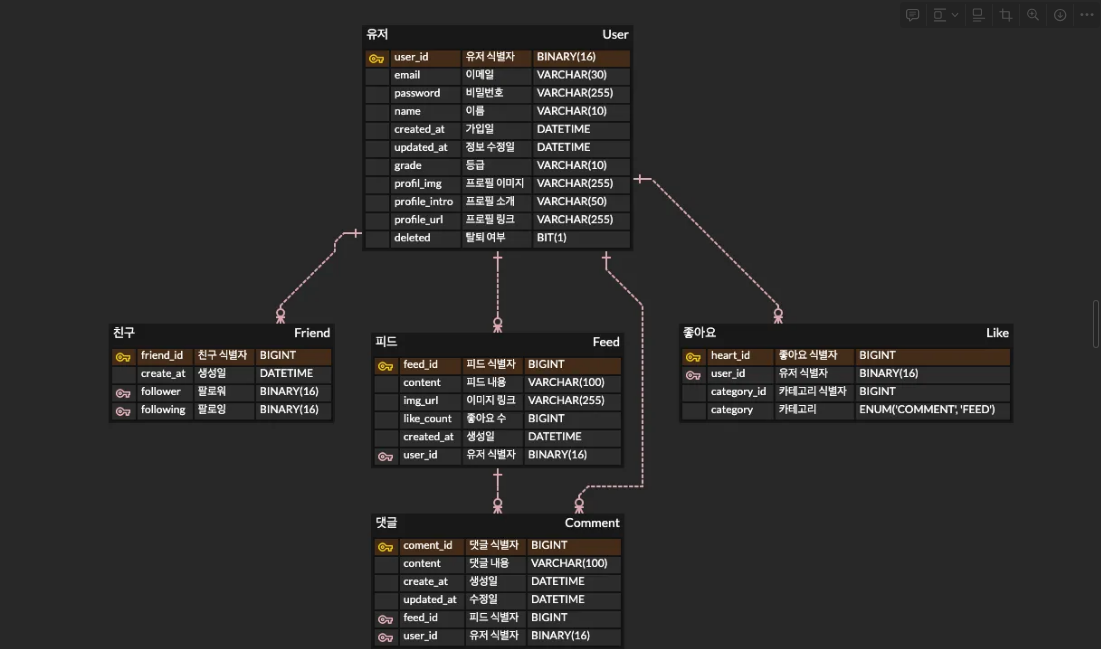 유저 User
user_id 유저 식별자 BINARY(16)
email 이메일 VARCHAR(30)
password 비밀번호 VARCHAR(255)
name 이름 VARCHAR(10)
created_at 가입일 DATETIME
updated_at 정보 수정일 DATETIME
grade 등급 VARCHAR(10)
profil_img 프로필 이미지 VARCHAR(255)
profile_intro 프로필 소개 VARCHAR(50)
profile_url 프로필 링크 VARCHAR(255)
deleted 탈퇴 여부 BIT(1)
친구 Friend
friend_id 친구 식별자 BIGINT
create_at 생성일 DATETIME
follower 팔로워 BINARY(16)
following 팔로잉 BINARY(16)
피드 Feed
feed_id 피드 식별자 BIGINT
content 피드 내용 VARCHAR(100)
img_url 이미지 링크 VARCHAR(255)
like_count 좋아요 수 BIGINT
created_at 생성일 DATETIME
user_id 유저 식별자 BINARY(16)
좋아요 Like
heart_id 좋아요 식별자 BIGINT
user_id 유저 식별자 BINARY(16)
category_id 카테고리 식별자 BIGINT
category 카테고리 ENUM('COMMENT', 'FEED')
댓글 Comment
coment_id 댓글 식별자 BIGINT
content 댓글 내용 VARCHAR(100)
create_at 생성일 DATETIME
updated_at 수정일 DATETIME
feed_id 피드 식별자 BIGINT
user_id 유저 식별자 BINARY(16)